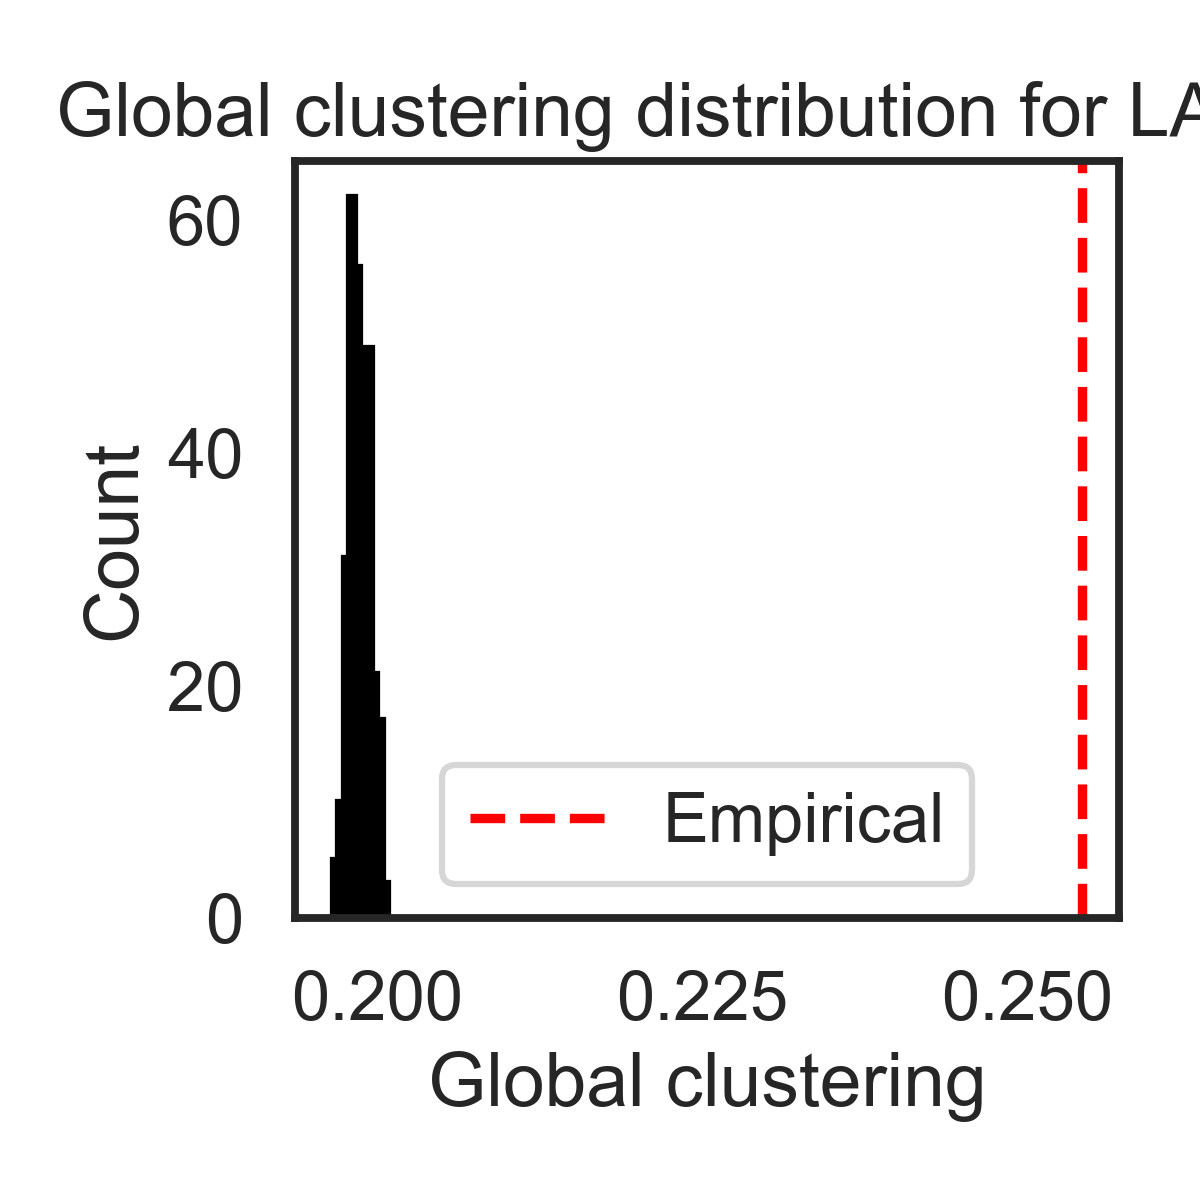 Global clustering distribution for LA
60
40
20
0
Count
Empirical
0.200 0.225 0.250
Global clustering